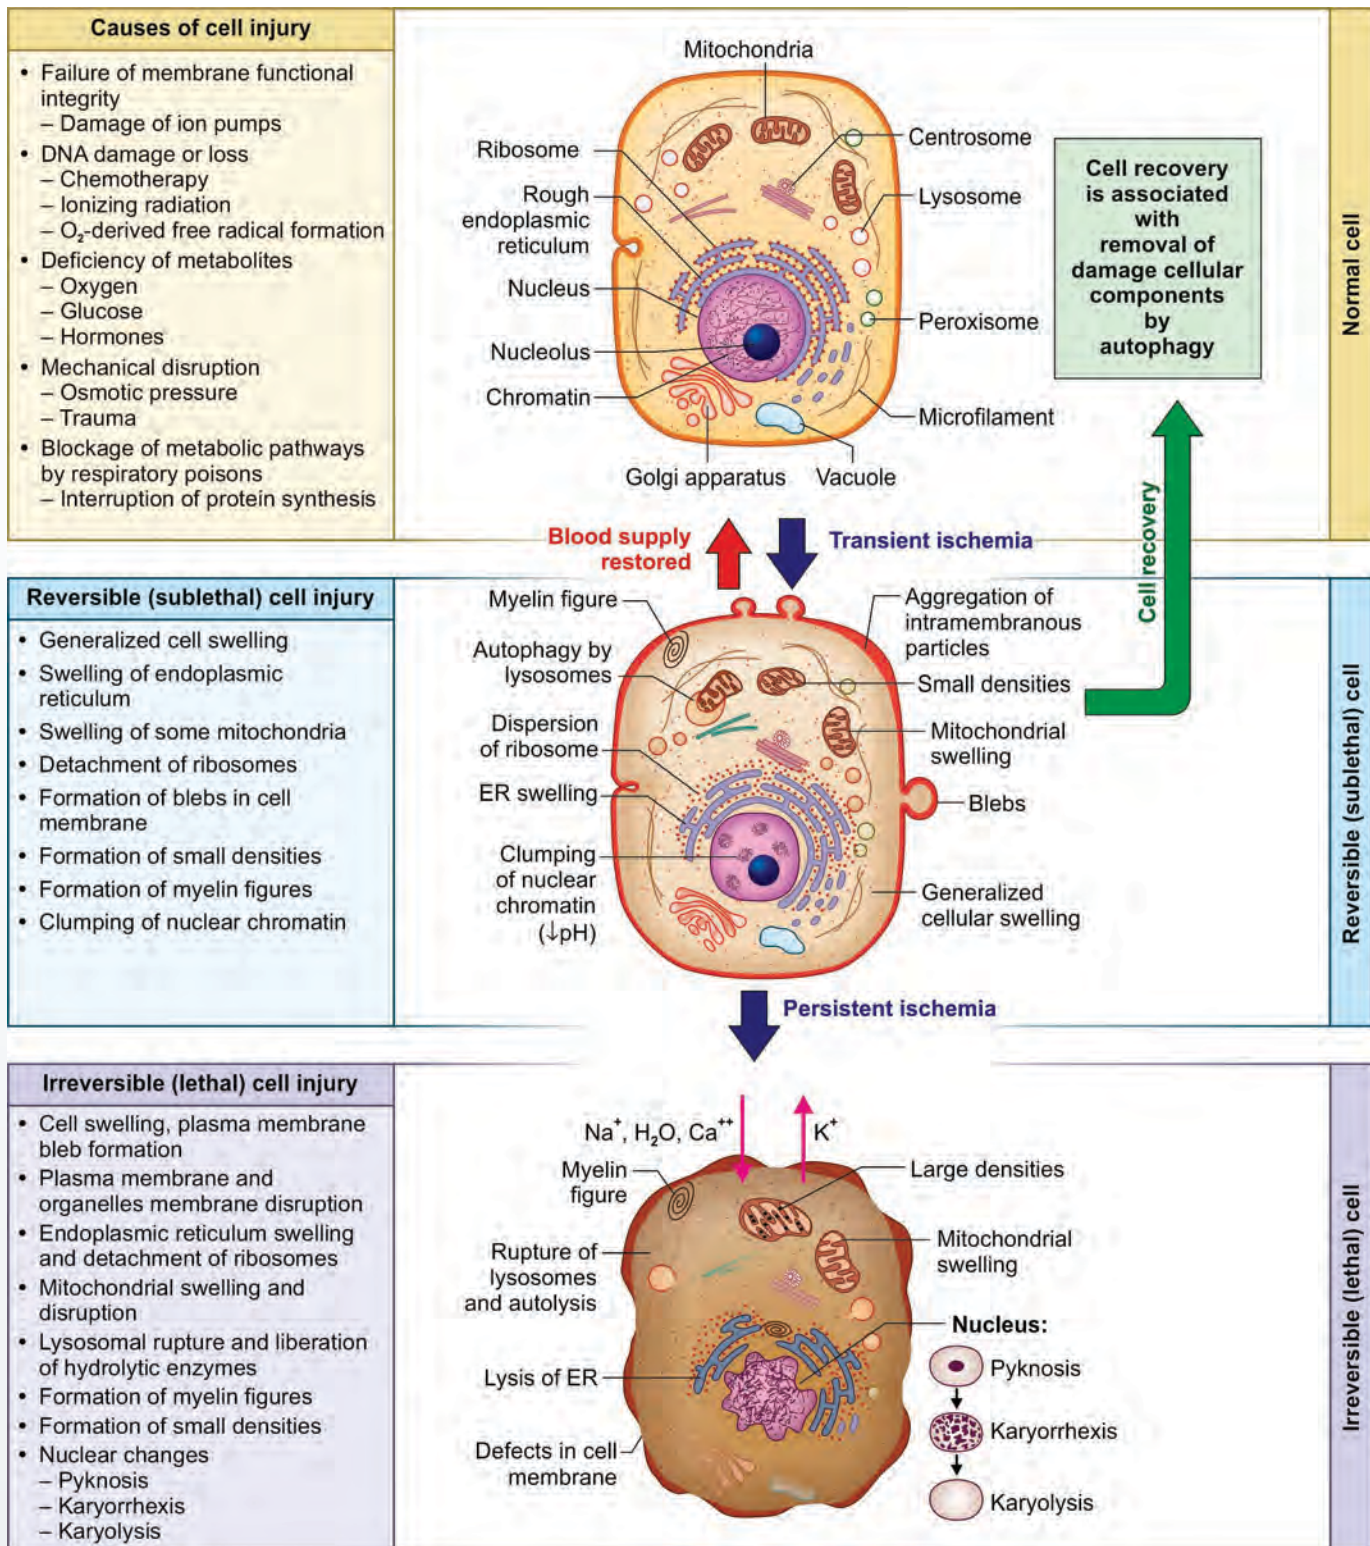 Causes of cell injury
• Failure of membrane functional
integrity
– Damage of ion pumps
• DNA damage or loss
– Chemotherapy
– Ionizing radiation
– O₂-derived free radical formation
• Deficiency of metabolites
– Oxygen
– Glucose
– Hormones
• Mechanical disruption
– Osmotic pressure
– Trauma
• Blockage of metabolic pathways
by respiratory poisons
– Interruption of protein synthesis
Mitochondria
Ribosome
Rough
endoplasmic
reticulum
Nucleus
Nucleolus
Chromatin
Golgi apparatus
Vacuole
Centrosome
Lysosome
Peroxisome
Microfilament
Cell recovery
is associated
with
removal of
damage cellular
components
by
autophagy
Normal cell
Blood supply
restored
Transient ischemia
Cell recovery
Reversible (sublethal) cell injury
• Generalized cell swelling
• Swelling of endoplasmic
reticulum
• Swelling of some mitochondria
• Detachment of ribosomes
• Formation of blebs in cell
membrane
• Formation of small densities
• Formation of myelin figures
• Clumping of nuclear chromatin
Myelin figure
Autophagy by
lysosomes
Dispersion
of ribosome
ER swelling
Clumping
of nuclear
chromatin
(↓pH)
Aggregation of
intramembranous
particles
Small densities
Mitochondrial
swelling
Blebs
Generalized
cellular swelling
Reversible (sublethal) cell
Persistent ischemia
Irreversible (lethal) cell injury
• Cell swelling, plasma membrane
bleb formation
• Plasma membrane and
organelles membrane disruption
• Endoplasmic reticulum swelling
and detachment of ribosomes
• Mitochondrial swelling and
disruption
• Lysosomal rupture and liberation
of hydrolytic enzymes
• Formation of myelin figures
• Formation of small densities
• Nuclear changes
– Pyknosis
– Karyorrhexis
– Karyolysis
Na⁺, H₂O, Ca⁺⁺
K⁺
Myelin
figure
Rupture of
lysosomes
and autolysis
Lysis of ER
Defects in cell
membrane
Large densities
Mitochondrial
swelling
Nucleus:
Pyknosis
Karyorrhexis
Karyolysis
Irreversible (lethal) cell